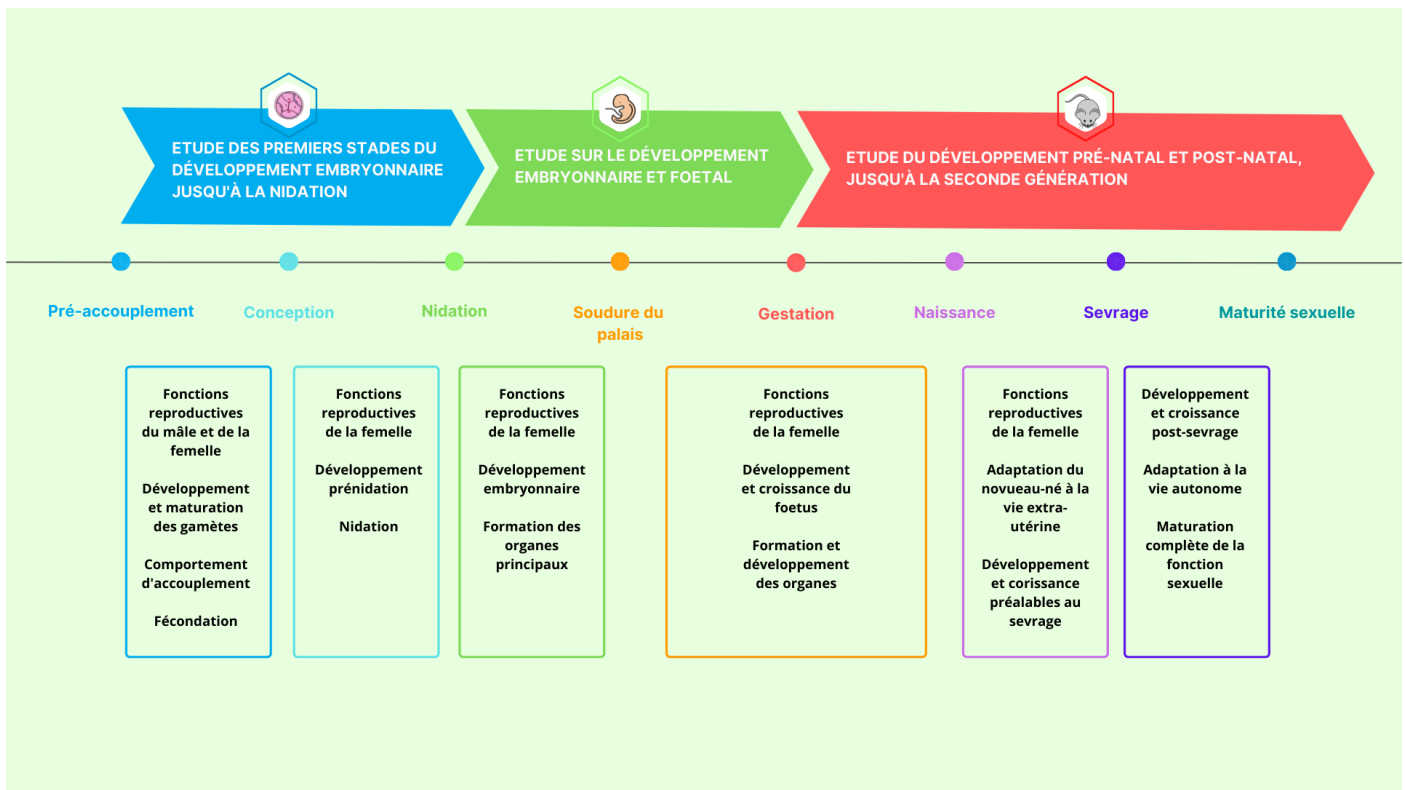 ETUDE DES PREMIERS STADES DU
DÉVELOPPEMENT EMBRYONNAIRE
JUSQU'À LA NIDATION
ETUDE SUR LE DÉVELOPPEMENT
EMBRYONNAIRE ET FOETAL
ETUDE DU DÉVELOPPEMENT PRÉ-NATAL ET POST-NATAL,
JUSQU'À LA SECONDE GÉNÉRATION
Pré-accouplement
Conception
Nidation
Soudure du
palais
Gestation
Naissance
Sevrage
Maturité sexuelle
Fonctions
reproductives
du mâle et de la
femelle
Développement
et maturation
des gamètes
Comportement
d'accouplement
Fécondation
Fonctions
reproductives
de la femelle
Développement
prénidation
Nidation
Fonctions
reproductives
de la femelle
Développement
embryonnaire
Formation des
organes
principaux
Fonctions
reproductives
de la femelle
Développement
et croissance du
foetus
Formation et
développement
des organes
Fonctions
reproductives
de la femelle
Adaptation du
novueau-né à la
vie extra-
utérine
Développement
et corissance
préalables au
sevrage
Développement
et croissance
post-sevrage
Adaptation à la
vie autonome
Maturation
complète de la
fonction
sexuelle